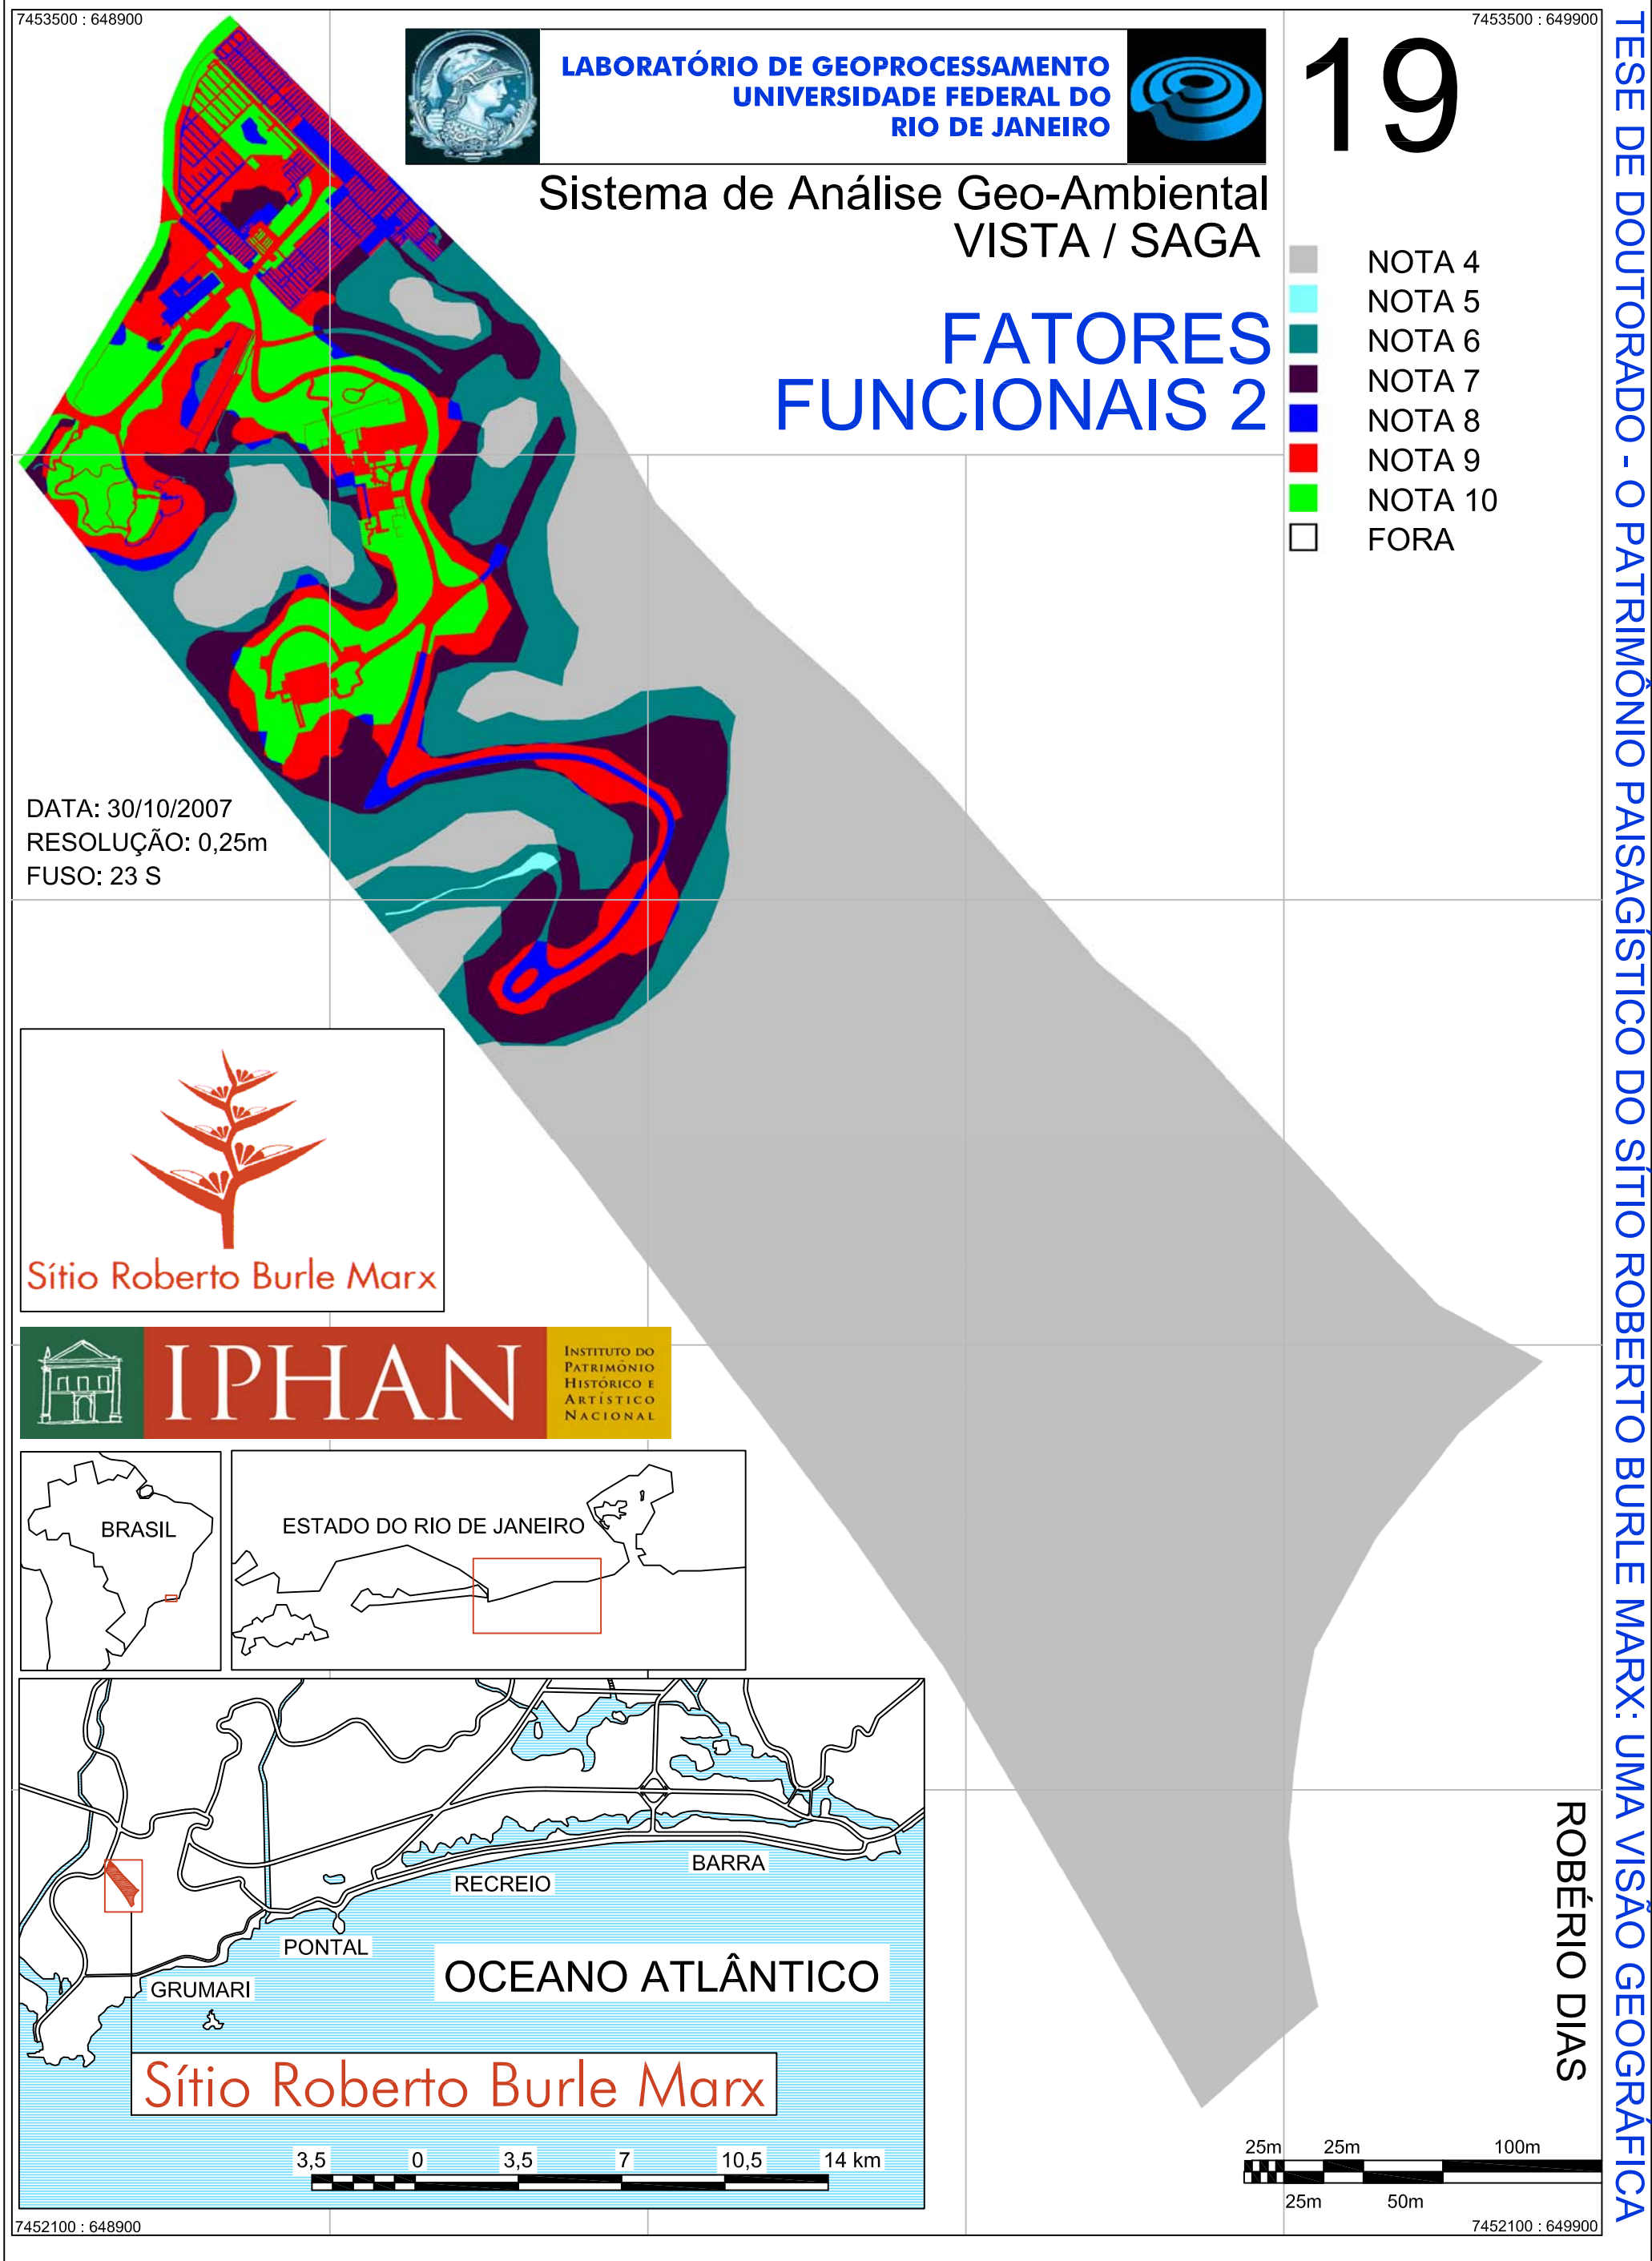 7453500 : 648900
7453500 : 649900
LABORATÓRIO DE GEOPROCESSAMENTO
UNIVERSIDADE FEDERAL DO
RIO DE JANEIRO
19
Sistema de Análise Geo-Ambiental
VISTA / SAGA
FATORES
FUNCIONAIS 2
NOTA 4
NOTA 5
NOTA 6
NOTA 7
NOTA 8
NOTA 9
NOTA 10
FORA
TESE DE DOUTORADO - O PATRIMÔNIO PAISAGÍSTICO DO SÍTIO ROBERTO BURLE MARX: UMA VISÃO GEOGRÁFICA
DATA: 30/10/2007
RESOLUÇÃO: 0,25m
FUSO: 23 S
Sítio Roberto Burle Marx
IPHAN
INSTITUTO DO
PATRIMÔNIO
HISTÓRICO E
ARTÍSTICO
NACIONAL
BRASIL
ESTADO DO RIO DE JANEIRO
BARRA
RECREIO
PONTAL
GRUMARI
OCEANO ATLÂNTICO
Sítio Roberto Burle Marx
3,5 0 3,5 7 10,5 14 km
ROBÉRIO DIAS
25m 25m 100m
25m 50m
7452100 : 648900
7452100 : 649900